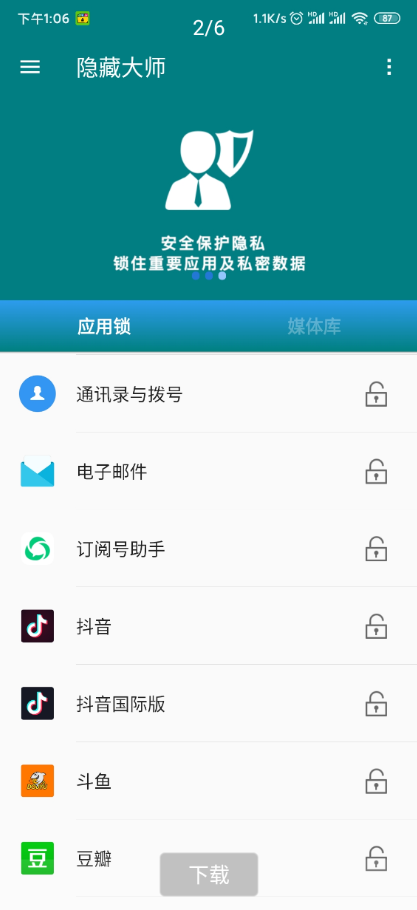 下午1:06
1.1K/s
HD
HD
87
2/6
隐藏大师
安全保护隐私
锁住重要应用及私密数据
应用锁
媒体库
通讯录与拨号
电子邮件
订阅号助手
抖音
抖音国际版
斗鱼
豆
豆瓣
下载